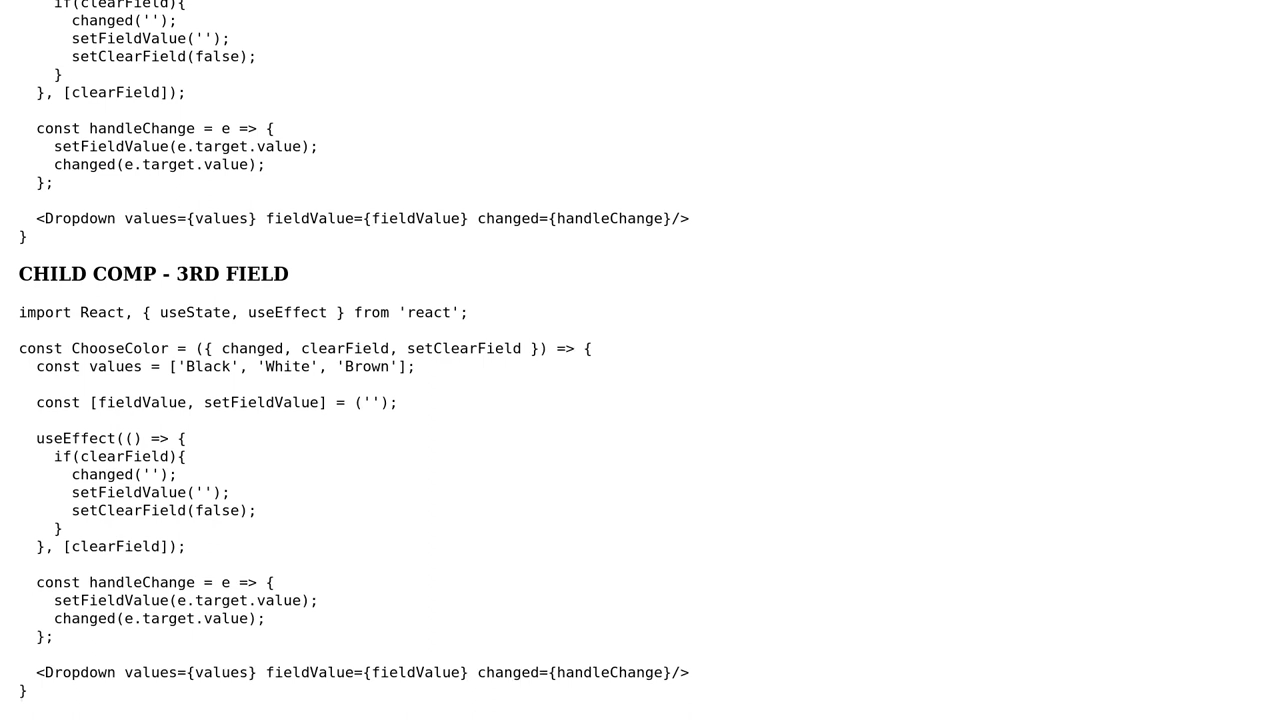 if(clearField){
      changed('');
      setFieldValue('');
      setClearField(false);
    }
  }, [clearField]);

  const handleChange = e => {
    setFieldValue(e.target.value);
    changed(e.target.value);
  };

  <Dropdown values={values} fieldValue={fieldValue} changed={handleChange}/>
}
CHILD COMP - 3RD FIELD
import React, { useState, useEffect } from 'react';

const ChooseColor = ({ changed, clearField, setClearField }) => {
  const values = ['Black', 'White', 'Brown'];

  const [fieldValue, setFieldValue] = ('');

  useEffect(() => {
    if(clearField){
      changed('');
      setFieldValue('');
      setClearField(false);
    }
  }, [clearField]);

  const handleChange = e => {
    setFieldValue(e.target.value);
    changed(e.target.value);
  };

  <Dropdown values={values} fieldValue={fieldValue} changed={handleChange}/>
}